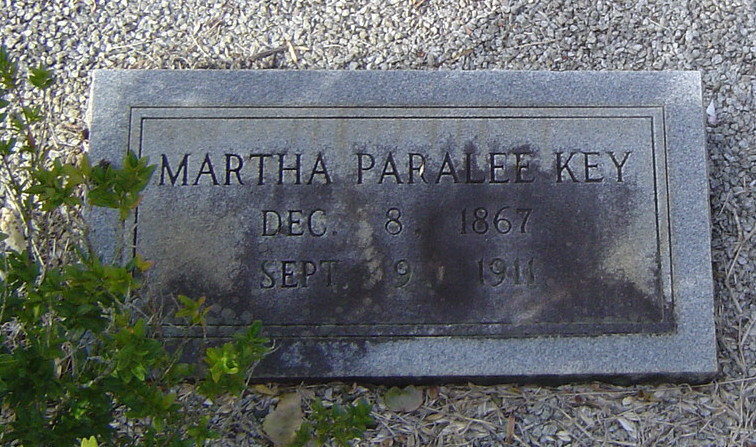 MARTHA PARALEE KEY
DEC. 8, 1867
SEPT. 9, 1911